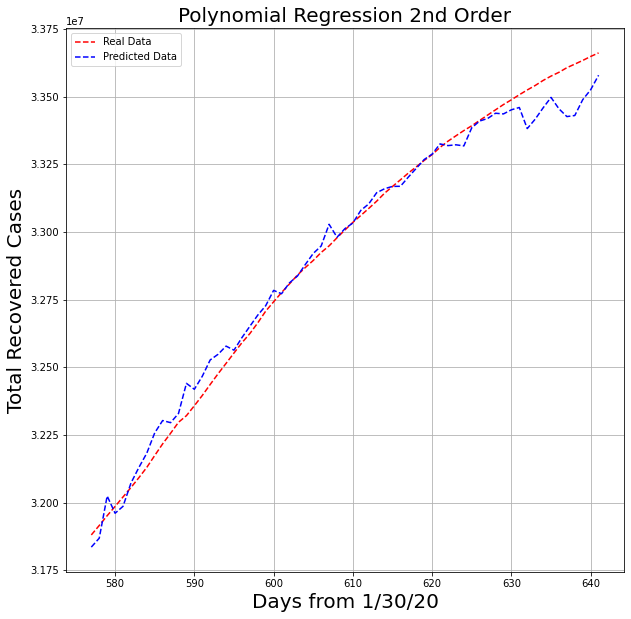 Polynomial Regression 2nd Order
1e7
3.375
3.350
3.325
3.300
3.275
3.250
3.225
3.200
3.175
Real Data
Predicted Data
Total Recovered Cases
580
590
600
610
620
630
640
Days from 1/30/20